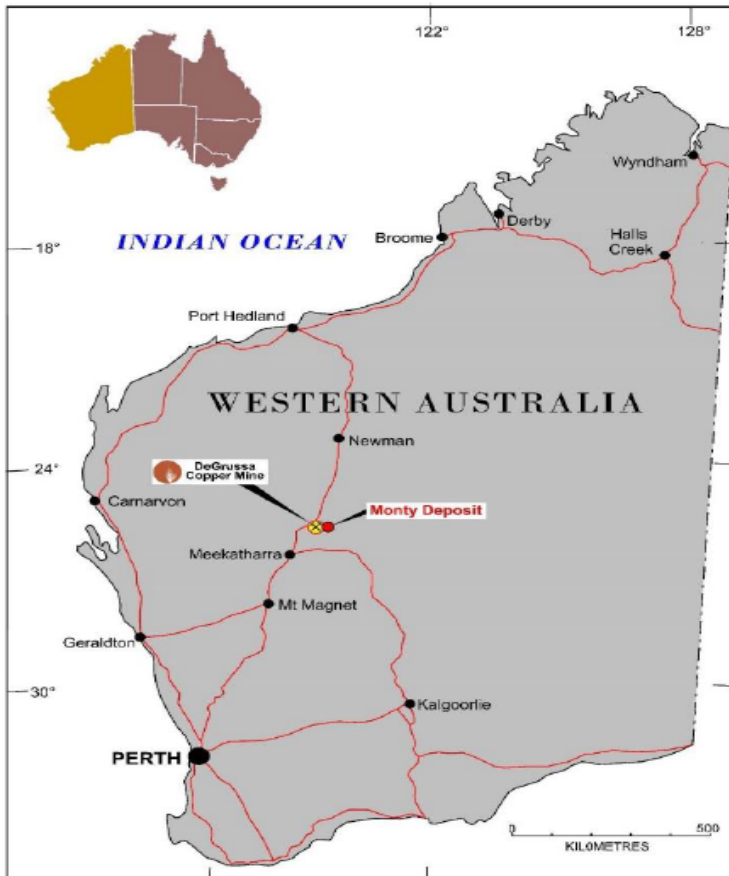 122°
128°
Wyndham
Derby
INDIAN OCEAN
Broome
Halls
Creek
18°
Port Hedland
WESTERN AUSTRALIA
Newman
24°
DeGrussa
Copper Mine
Carnarvon
Monty Deposit
Meekatharra
Mt Magnet
Geraldton
30°
Kalgoorlie
PERTH
0
500
KILOMETRES